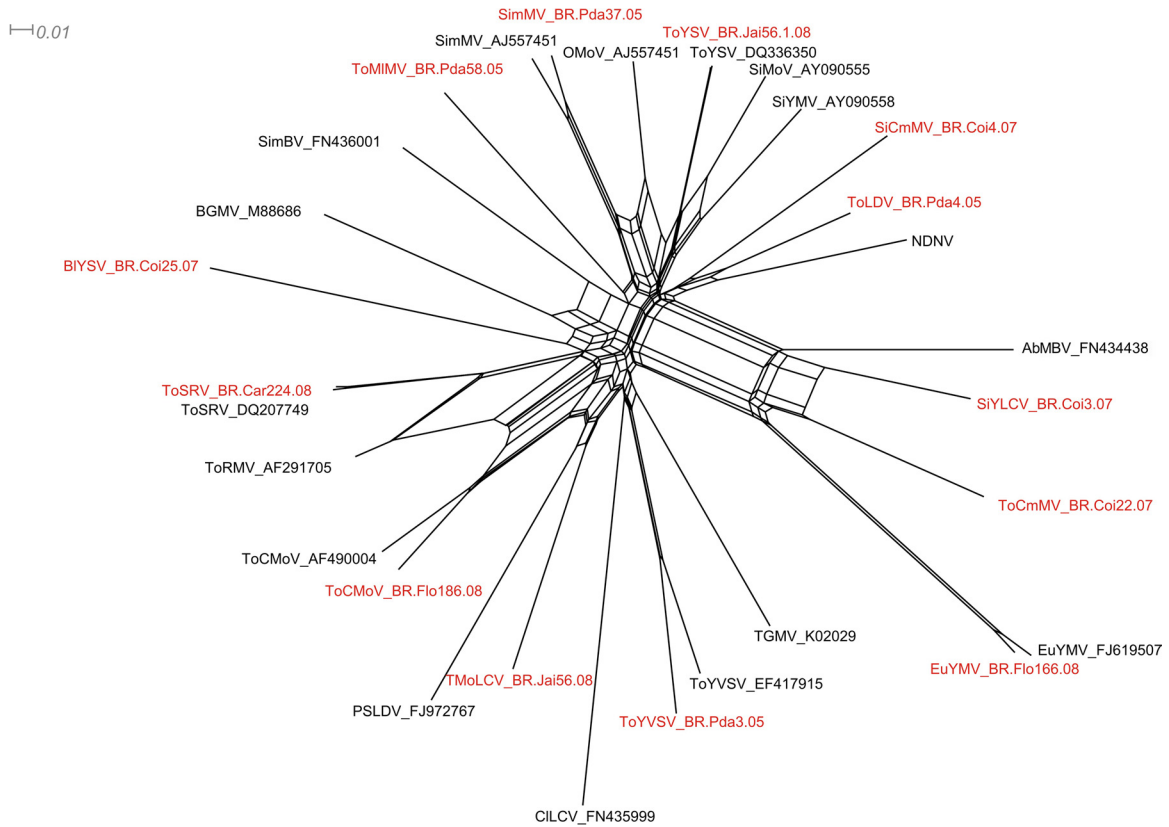 SimMV_BR.Pda37.05
0.01
ToYSV_BR.Jai56.1.08
SimMV_AJ557451
OMoV_AJ557451
ToYSV_DQ336350
ToMlMV_BR.Pda58.05
SiMoV_AY090555
SiYMV_AY090558
SiCmMV_BR.Coi4.07
SimBV_FN436001
ToLDV_BR.Pda4.05
BGMV_M88686
NDNV
BlYSV_BR.Coi25.07
AbMBV_FN434438
ToSRV_BR.Car224.08
SiYLCV_BR.Coi3.07
ToSRV_DQ207749
ToRMV_AF291705
ToCmMV_BR.Coi22.07
ToCMoV_AF490004
ToCMoV_BR.Flo186.08
TGMV_K02029
EuYMV_FJ619507
EuYMV_BR.Flo166.08
TMoLCV_BR.Jai56.08
ToYVSV_EF417915
PSLDV_FJ972767
ToYVSV_BR.Pda3.05
ClLCV_FN435999